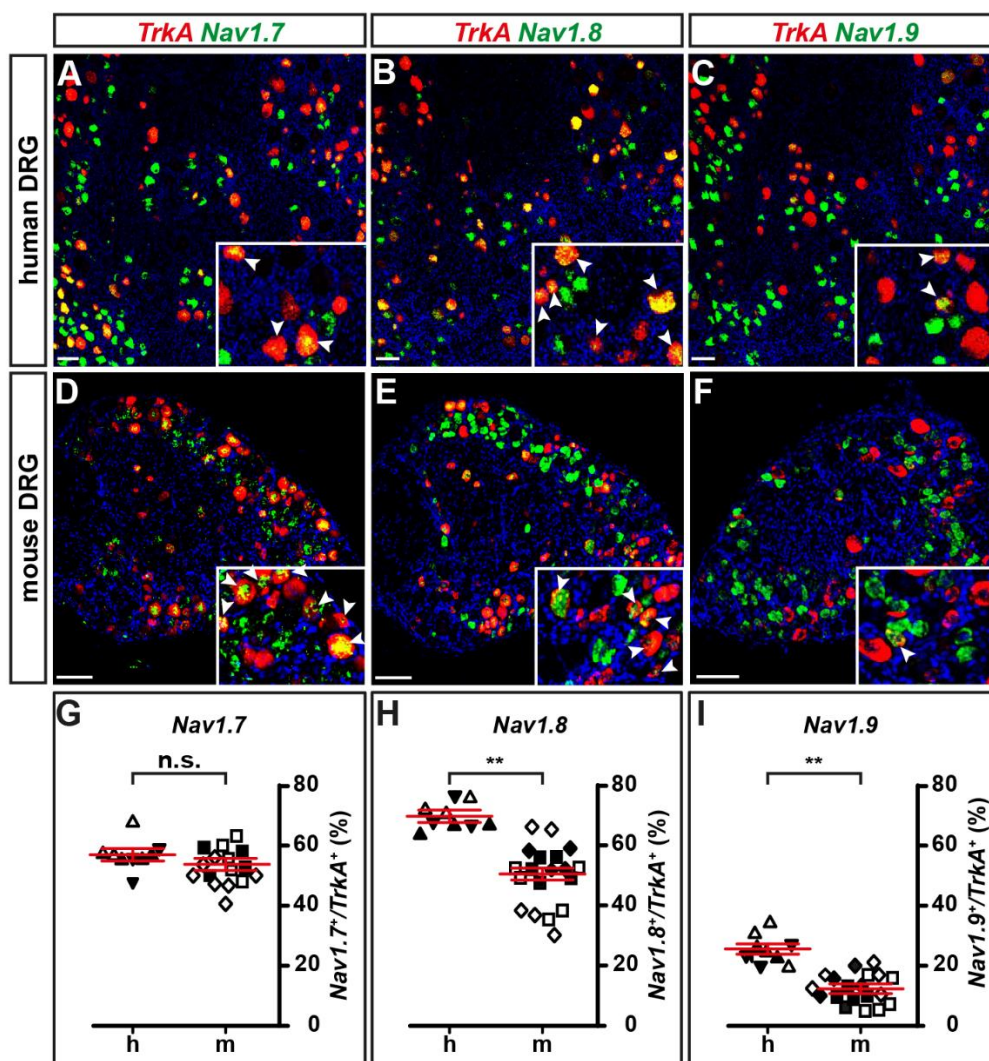 TrkA Nav1.7
TrkA Nav1.8
TrkA Nav1.9
human DRG
A
B
C
mouse DRG
D
E
F
G
Nav1.7
n.s.
80
60
40
20
0
Nav1.7+/TrkA+ (%)
h
m
H
Nav1.8
**
80
60
40
20
0
Nav1.8+/TrkA+ (%)
h
m
I
Nav1.9
**
80
60
40
20
0
Nav1.9+/TrkA+ (%)
h
m